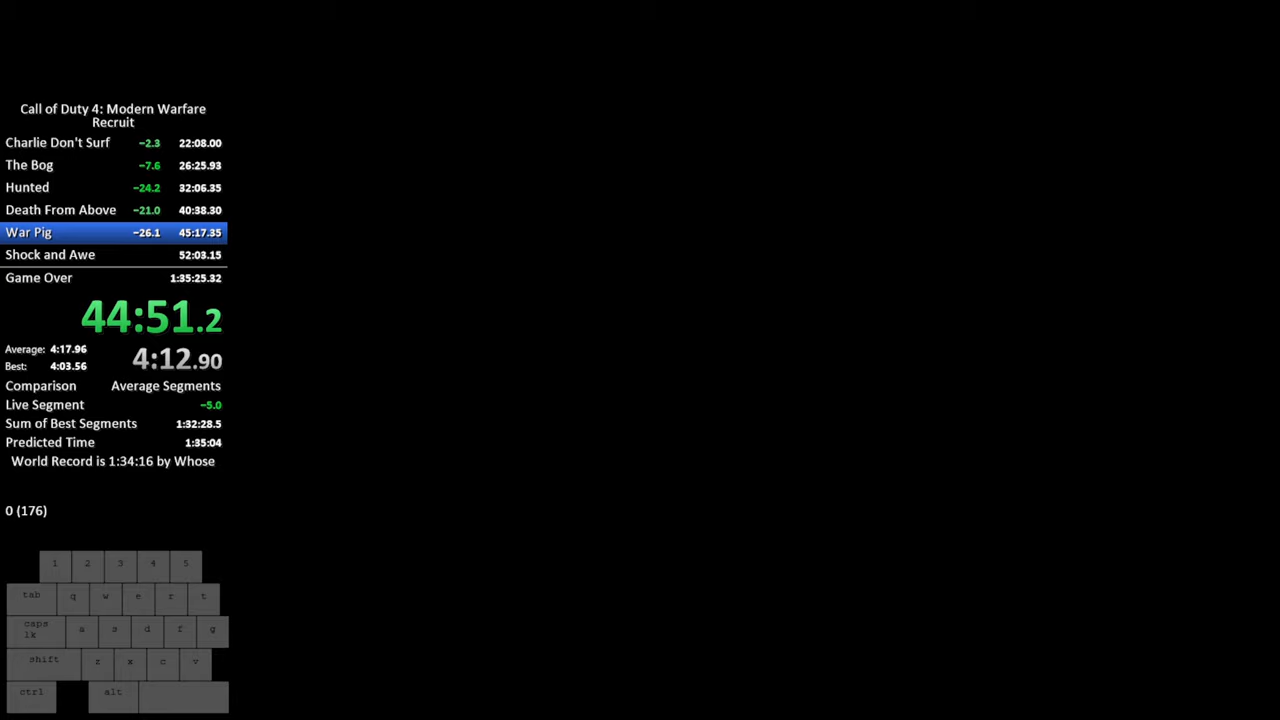 Call of Duty 4: Modern Warfare
Recruit
Charlie Don't Surf −2.3 22:08.00
The Bog −7.6 26:25.93
Hunted −24.2 32:06.35
Death From Above −21.0 40:38.30
War Pig −26.1 45:17.35
Shock and Awe 52:03.15
Game Over 1:35:25.32
44:51.2
Average: 4:17.96
Best: 4:03.56
4:12.90
Comparison Average Segments
Live Segment −5.0
Sum of Best Segments 1:32:28.5
Predicted Time 1:35:04
World Record is 1:34:16 by Whose
0 (176)
1 2 3 4 5
tab q w e r t
caps lk a s d f g
shift z x c v
ctrl alt